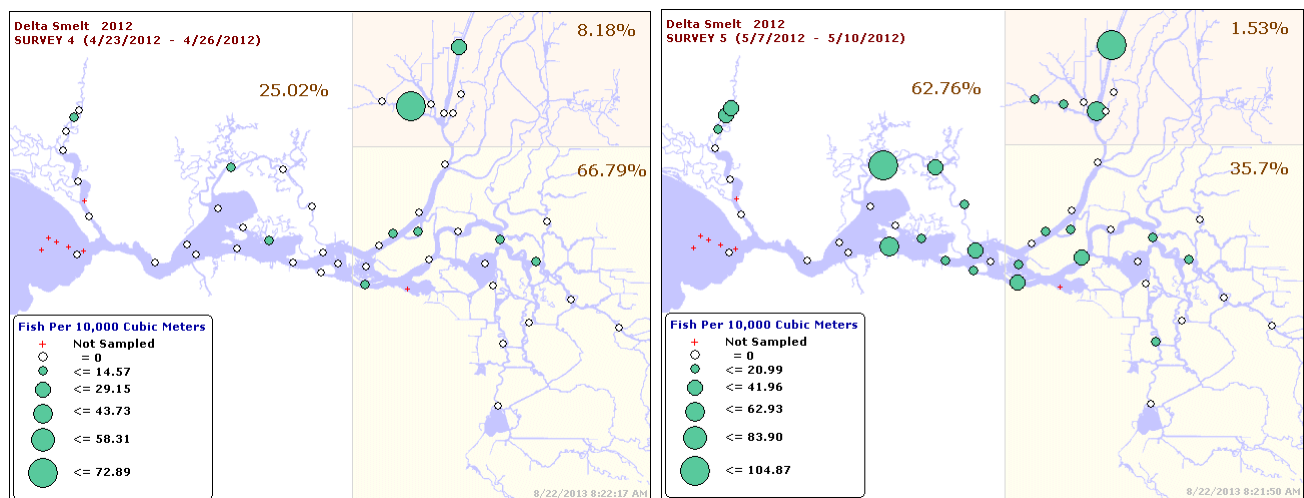 Delta Smelt 2012
SURVEY 4 (4/23/2012 - 4/26/2012)
8.18%
25.02%
66.79%
Fish Per 10,000 Cubic Meters
Not Sampled
= 0
<= 14.57
<= 29.15
<= 43.73
<= 58.31
<= 72.89
8/22/2013 8:22:17 AM
Delta Smelt 2012
SURVEY 5 (5/7/2012 - 5/10/2012)
1.53%
62.76%
35.7%
Fish Per 10,000 Cubic Meters
Not Sampled
= 0
<= 20.99
<= 41.96
<= 62.93
<= 83.90
<= 104.87
8/22/2013 8:21:50 AM